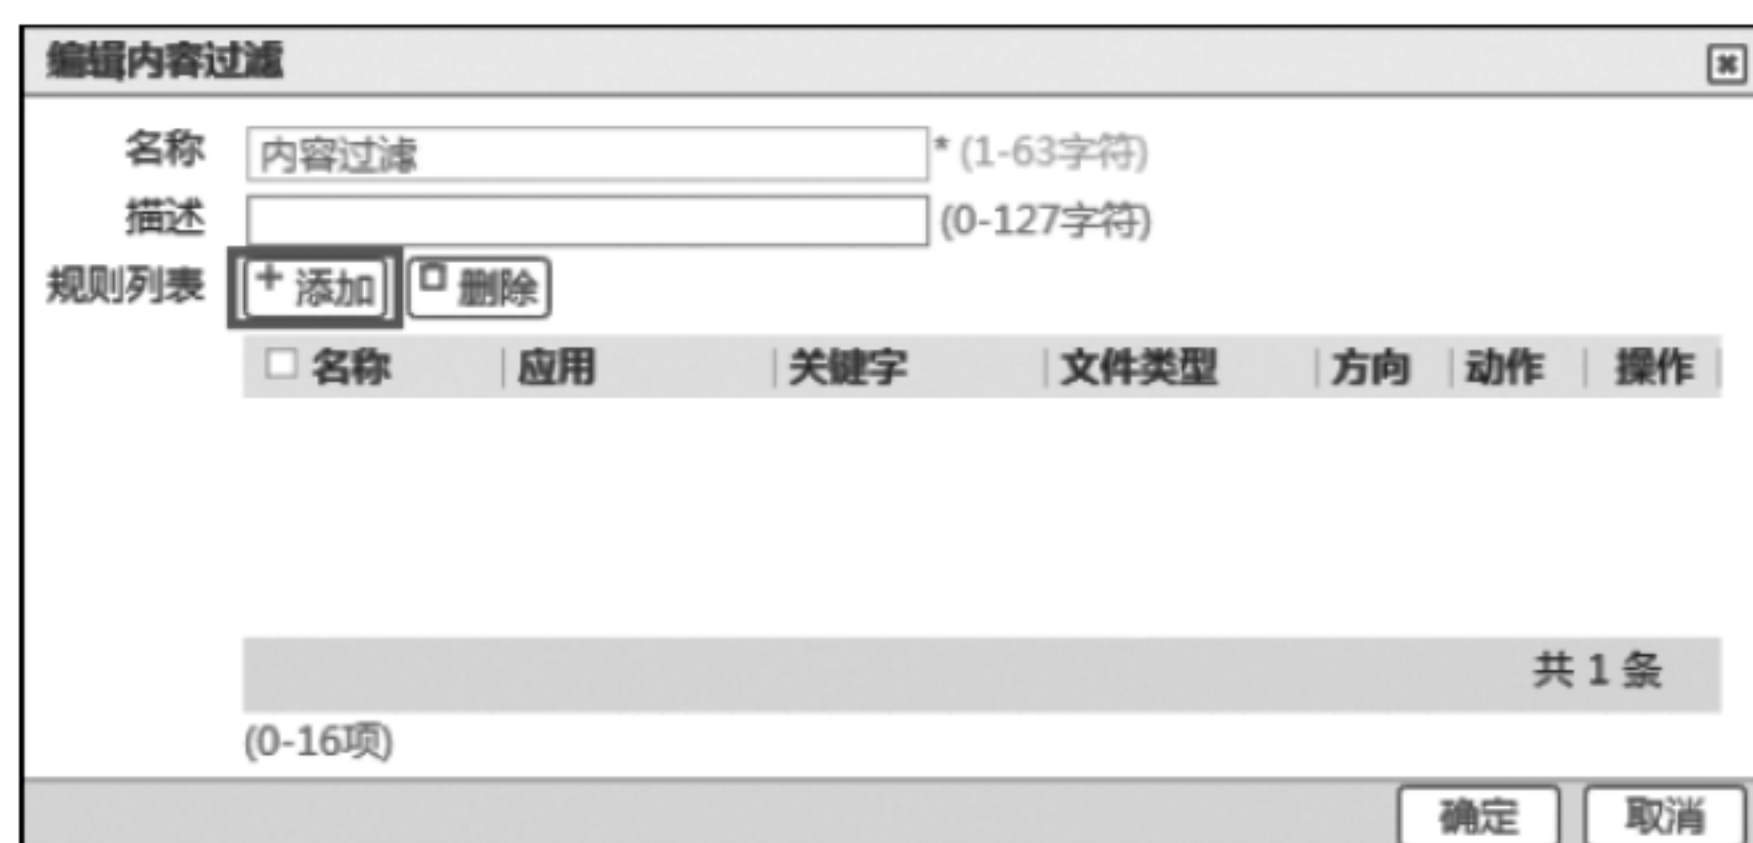 编辑内容过滤
名称 内容过滤 * (1-63字符)
描述 (0-127字符)
规则列表 + 添加 删除
名称 应用 关键字 文件类型 方向 动作 操作
共 1 条
(0-16项)
确定 取消